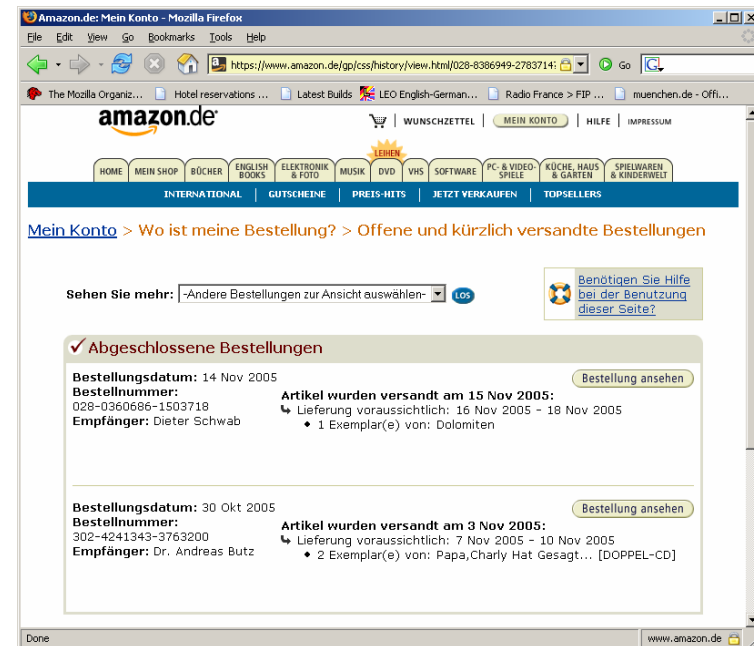 Amazon.de: Mein Konto - Mozilla Firefox
File Edit View Go Bookmarks Tools Help
https://www.amazon.de/gp/css/history/view.html/028-8386949-2783714? Go G
The Mozilla Organiz... Hotel reservations ... Latest Builds LEO English-German... Radio France > FIP ... muenchen.de - Offi...
amazon.de WUNSCHZETTEL | MEIN KONTO | HILFE | IMPRESSUM
LEIHEN
HOME MEIN SHOP BÜCHER ENGLISH BOOKS ELEKTRONIK & FOTO MUSIK DVD VHS SOFTWARE PC- & VIDEO-SPIELE KÜCHE, HAUS & GARTEN SPIELWAREN & KINDERWELT
INTERNATIONAL | GUTSCHEINE | PREIS-HITS | JETZT VERKAUFEN | TOPSELLERS
Mein Konto > Wo ist meine Bestellung? > Offene und kürzlich versandte Bestellungen
Sehen Sie mehr: -Andere Bestellungen zur Ansicht auswählen- LOS
Benötigen Sie Hilfe
bei der Benutzung
dieser Seite?
Abgeschlossene Bestellungen
Bestellungsdatum: 14 Nov 2005
Bestellnummer:
028-0360686-1503718
Empfänger: Dieter Schwab
Bestellung ansehen
Artikel wurden versandt am 15 Nov 2005:
Lieferung voraussichtlich: 16 Nov 2005 - 18 Nov 2005
• 1 Exemplar(e) von: Dolomiten
Bestellungsdatum: 30 Okt 2005
Bestellnummer:
302-4241343-3763200
Empfänger: Dr. Andreas Butz
Bestellung ansehen
Artikel wurden versandt am 3 Nov 2005:
Lieferung voraussichtlich: 7 Nov 2005 - 10 Nov 2005
• 2 Exemplar(e) von: Papa,Charly Hat Gesagt... [DOPPEL-CD]
Done www.amazon.de